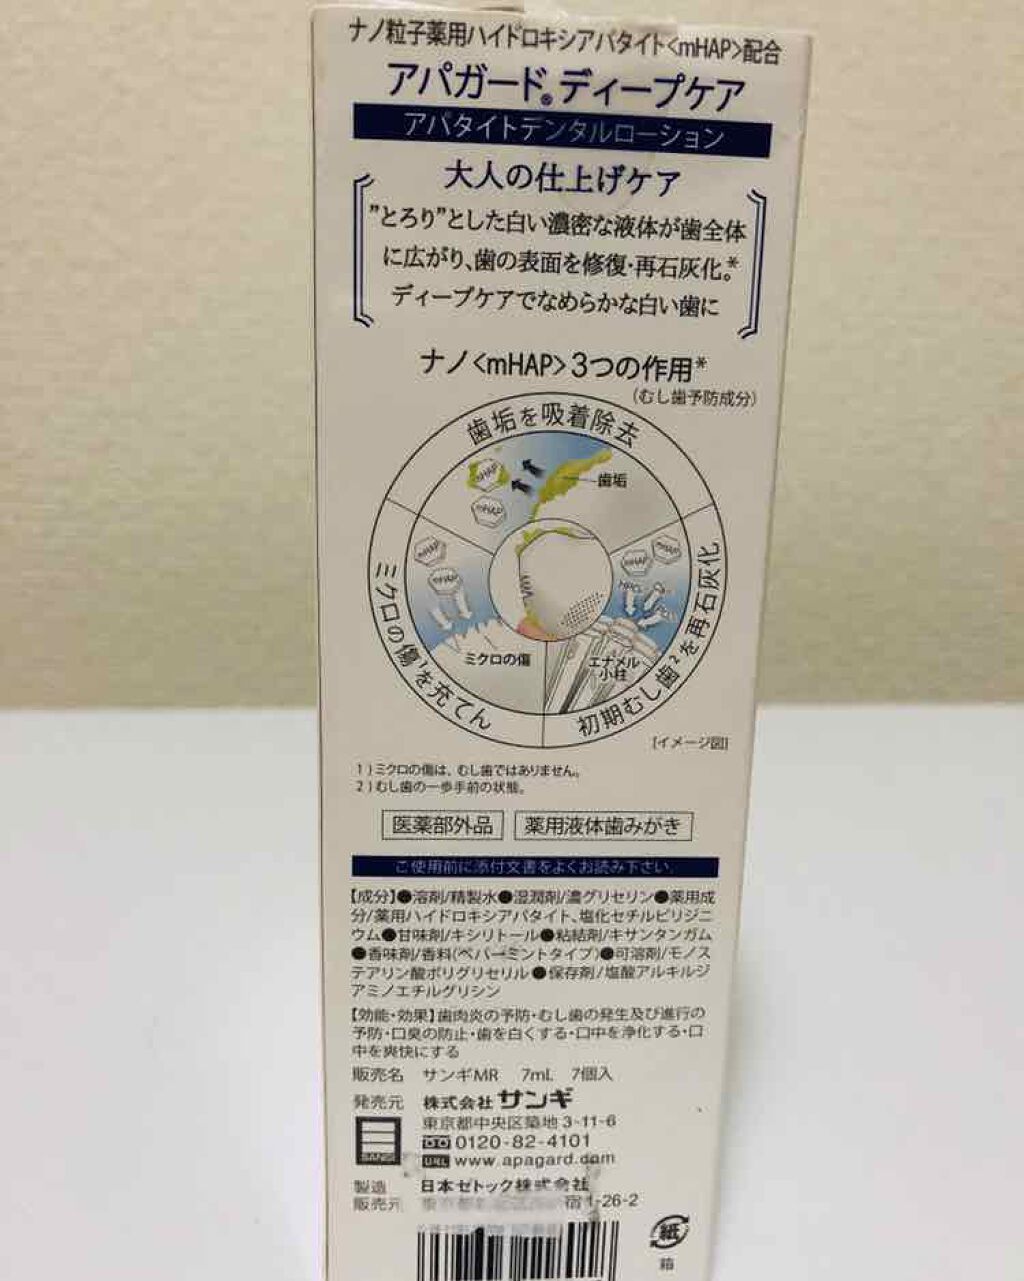 ナノ粒子薬用ハイドロキシアパタイト<mHAP>配合
アパガード®ディープケア
アパタイトデンタルローション
大人の仕上げケア
”とろり”とした白い濃密な液体が歯全体
に広がり、歯の表面を修復・再石灰化。*
ディープケアでなめらかな白い歯に
ナノ<mHAP>3つの作用*
(むし歯予防成分)
歯垢を吸着除去
mHAP
歯垢
mHAP
mHAP
mHAP
mHAP
mHAP
ミクロの傷1を充てん
ミクロの傷
エナメル
小柱
初期むし歯2を再石灰化
[イメージ図]
1)ミクロの傷は、むし歯ではありません。
2)むし歯の一歩手前の状態。
医薬部外品 薬用液体歯みがき
ご使用前に添付文書をよくお読み下さい。
【成分】●溶剤/精製水●湿潤剤/濃グリセリン●薬用成
分/薬用ハイドロキシアパタイト、塩化セチルピリジニ
ウム●甘味剤/キシリトール●粘結剤/キサンタンガム
●香味剤/香料(ペパーミントタイプ)●可溶剤/モノス
テアリン酸ポリグリセリル●保存剤/塩酸アルキルジ
アミノエチルグリシン
【効能・効果】歯肉炎の予防・むし歯の発生及び進行の
予防・口臭の防止・歯を白くする・口中を浄化する・口
中を爽快にする
販売名 サンギMR 7mL 7個入
発売元 株式会社サンギ
東京都中央区築地3-11-6
0120-82-4101
SANGI
URL www.apagard.com
製造
販売元
日本ゼトック株式会社
宿1-26-2
紙
箱